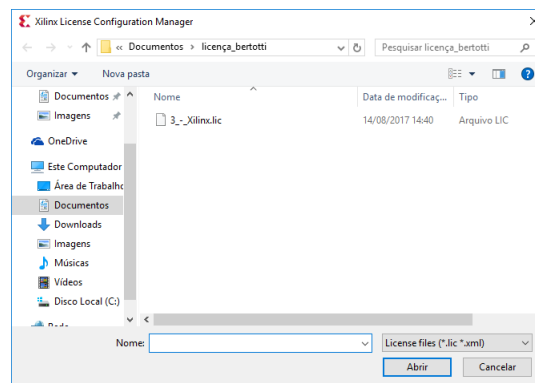 Xilinx License Configuration Manager
« Documentos > licença_bertotti
Pesquisar licença_bertotti
Organizar
Nova pasta
Documentos
Imagens
OneDrive
Este Computador
Área de Trabalho
Documentos
Downloads
Imagens
Músicas
Vídeos
Disco Local (C:)
Nome Data de modificaç... Tipo
3_-_Xilinx.lic 14/08/2017 14:40 Arquivo LIC
Nome:
License files (*.lic *.xml)
Abrir Cancelar